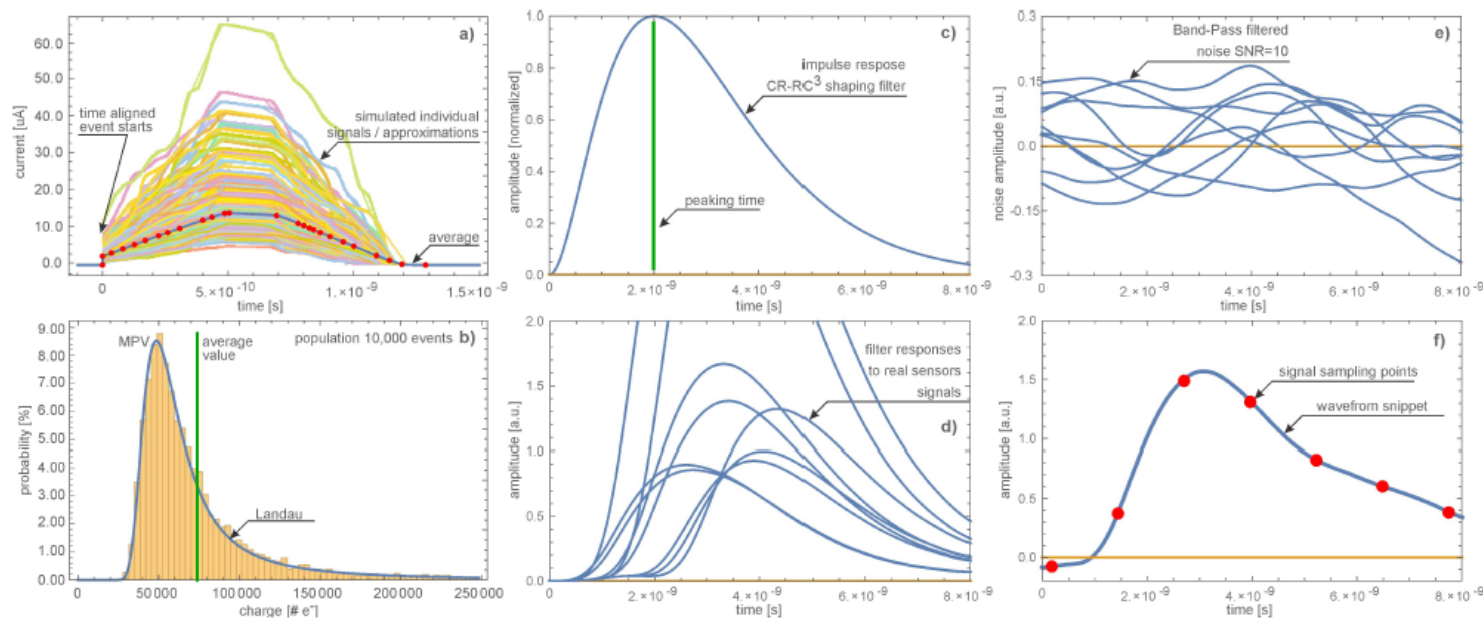 a)
60.0
50.0
40.0
30.0
20.0
10.0
0.0
current [uA]
time aligned
event starts
simulated individual
signals / approximations
average
0
5.×10⁻¹⁰
1.×10⁻⁹
1.5×10⁻⁹
time [s]
b)
9.00
8.00
7.00
6.00
5.00
4.00
3.00
2.00
1.00
0.00
probability [%]
MPV
average
value
population 10,000 events
Landau
0
50 000
100 000
150 000
200 000
250 000
charge [# e⁻]
c)
1.0
0.8
0.6
0.4
0.2
0.0
amplitude [normalized]
impulse respose
CR-RC³ shaping filter
peaking time
0
2.×10⁻⁹
4.×10⁻⁹
6.×10⁻⁹
8.×10⁻⁹
time [s]
2.0
1.5
1.0
0.5
0.0
amplitude [a.u.]
filter responses
to real sensors
signals
d)
0
2.×10⁻⁹
4.×10⁻⁹
6.×10⁻⁹
8.×10⁻⁹
time [s]
0.3
0.15
0.0
-0.15
-0.3
noise amplitude [a.u.]
Band-Pass filtered
noise SNR=10
e)
0
2.×10⁻⁹
4.×10⁻⁹
6.×10⁻⁹
8.×10⁻⁹
time [s]
2.0
1.5
1.0
0.5
0.0
amplitude [a.u.]
f)
signal sampling points
wavefrom snippet
0
2.×10⁻⁹
4.×10⁻⁹
6.×10⁻⁹
8.×10⁻⁹
time [s]